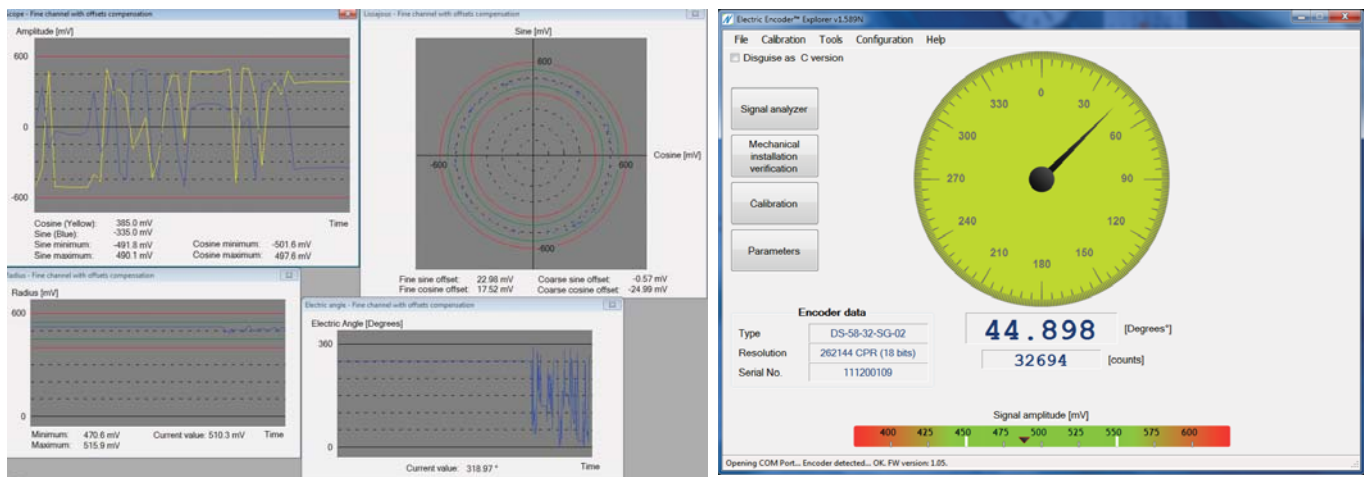 Scope - Fine channel with offsets compensation
Amplitude [mV]
600
0
-600
Cosine (Yellow): 385.0 mV
Time
Sine (Blue): -335.0 mV
Sine minimum: -491.8 mV Cosine minimum: -501.6 mV
Sine maximum: 490.1 mV Cosine maximum: 497.6 mV
Lissajous - Fine channel with offsets compensation
Sine [mV]
600
Cosine [mV]
-600 600
-600
Fine sine offset: 22.98 mV Coarse sine offset: -0.57 mV
Fine cosine offset: 17.52 mV Coarse cosine offset: -24.99 mV
Radius - Fine channel with offsets compensation
Radius [mV]
600
0
Minimum: 470.6 mV Current value: 510.3 mV Time
Maximum: 515.9 mV
Electric angle - Fine channel with offsets compensation
Electric Angle [Degrees]
360
0
Current value: 318.97 °
Time
Electric Encoder™ Explorer v1.589N
File Calibration Tools Configuration Help
Disguise as C version
Signal analyzer
Mechanical
installation
verification
Calibration
Parameters
0
330 30
300 60
270 90
240 120
210 150
180
Encoder data
Type DS-58-32-SG-02
Resolution 262144 CPR (18 bits)
Serial No. 111200109
44.898 [Degrees°]
32694 [counts]
Signal amplitude [mV]
400 425 450 475 500 525 550 575 600
Opening COM Port... Encoder detected... OK. FW version: 1.05.